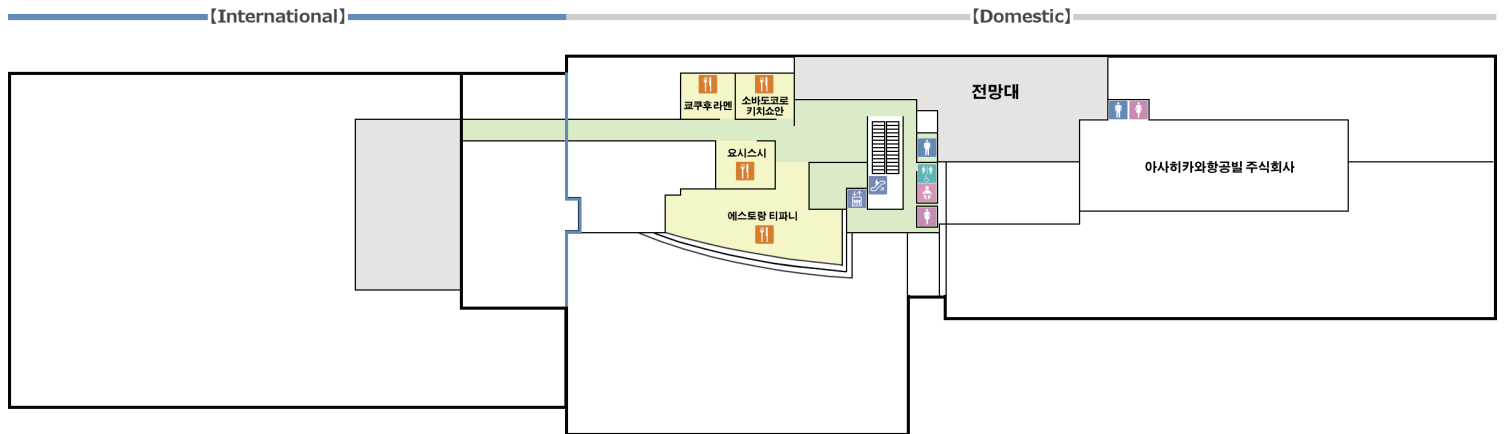 【International】
【Domestic】
전망대
쿄쿠후 라멘
소바도코로
키치쇼안
요시스시
아사히카와항공빌 주식회사
에스토랑 티파니